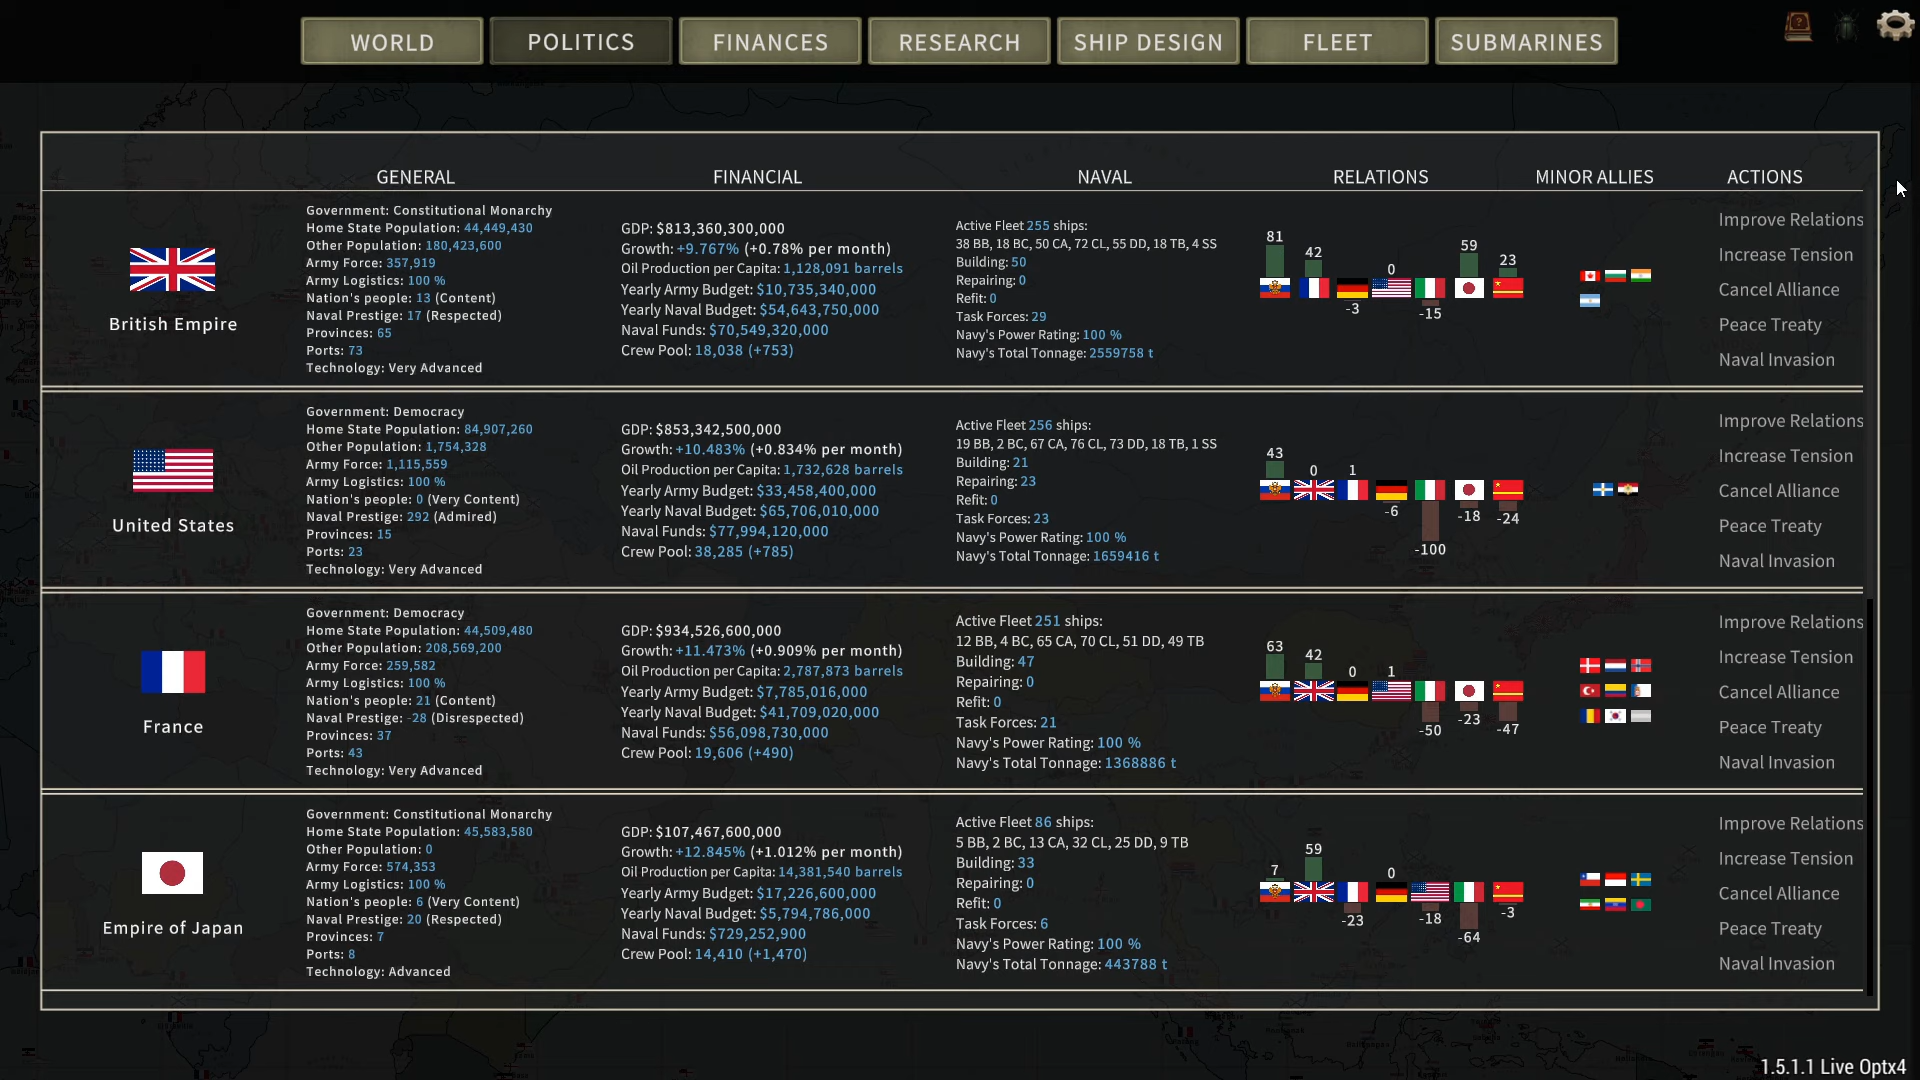 WORLD
POLITICS
FINANCES
RESEARCH
SHIP DESIGN
FLEET
SUBMARINES
GENERAL
FINANCIAL
NAVAL
RELATIONS
MINOR ALLIES
ACTIONS
British Empire
Government: Constitutional Monarchy
Home State Population: 44,449,430
Other Population: 180,423,600
Army Force: 357,919
Army Logistics: 100 %
Nation's people: 13 (Content)
Naval Prestige: 17 (Respected)
Provinces: 65
Ports: 73
Technology: Very Advanced
GDP: $813,360,300,000
Growth: +9.767% (+0.78% per month)
Oil Production per Capita: 1,128,091 barrels
Yearly Army Budget: $10,735,340,000
Yearly Naval Budget: $54,643,750,000
Naval Funds: $70,549,320,000
Crew Pool: 18,038 (+753)
Active Fleet 255 ships:
38 BB, 18 BC, 50 CA, 72 CL, 55 DD, 18 TB, 4 SS
Building: 50
Repairing: 0
Refit: 0
Task Forces: 29
Navy's Power Rating: 100 %
Navy's Total Tonnage: 2559758 t
81
42
-3
0
-15
59
23
Improve Relations
Increase Tension
Cancel Alliance
Peace Treaty
Naval Invasion
United States
Government: Democracy
Home State Population: 84,907,260
Other Population: 1,754,328
Army Force: 1,115,559
Army Logistics: 100 %
Nation's people: 0 (Very Content)
Naval Prestige: 292 (Admired)
Provinces: 15
Ports: 23
Technology: Very Advanced
GDP: $853,342,500,000
Growth: +10.483% (+0.834% per month)
Oil Production per Capita: 1,732,628 barrels
Yearly Army Budget: $33,458,400,000
Yearly Naval Budget: $65,706,010,000
Naval Funds: $77,994,120,000
Crew Pool: 38,285 (+785)
Active Fleet 256 ships:
19 BB, 2 BC, 67 CA, 76 CL, 73 DD, 18 TB, 1 SS
Building: 21
Repairing: 23
Refit: 0
Task Forces: 23
Navy's Power Rating: 100 %
Navy's Total Tonnage: 1659416 t
43
0
1
-6
-100
-18
-24
Improve Relations
Increase Tension
Cancel Alliance
Peace Treaty
Naval Invasion
France
Government: Democracy
Home State Population: 44,509,480
Other Population: 208,569,200
Army Force: 259,582
Army Logistics: 100 %
Nation's people: 21 (Content)
Naval Prestige: -28 (Disrespected)
Provinces: 37
Ports: 43
Technology: Very Advanced
GDP: $934,526,600,000
Growth: +11.473% (+0.909% per month)
Oil Production per Capita: 2,787,873 barrels
Yearly Army Budget: $7,785,016,000
Yearly Naval Budget: $41,709,020,000
Naval Funds: $56,098,730,000
Crew Pool: 19,606 (+490)
Active Fleet 251 ships:
12 BB, 4 BC, 65 CA, 70 CL, 51 DD, 49 TB
Building: 47
Repairing: 0
Refit: 0
Task Forces: 21
Navy's Power Rating: 100 %
Navy's Total Tonnage: 1368886 t
63
42
0
1
-50
-23
-47
Improve Relations
Increase Tension
Cancel Alliance
Peace Treaty
Naval Invasion
Empire of Japan
Government: Constitutional Monarchy
Home State Population: 45,583,580
Other Population: 0
Army Force: 574,353
Army Logistics: 100 %
Nation's people: 6 (Very Content)
Naval Prestige: 20 (Respected)
Provinces: 7
Ports: 8
Technology: Advanced
GDP: $107,467,600,000
Growth: +12.845% (+1.012% per month)
Oil Production per Capita: 14,381,540 barrels
Yearly Army Budget: $17,226,600,000
Yearly Naval Budget: $5,794,786,000
Naval Funds: $729,252,900
Crew Pool: 14,410 (+1,470)
Active Fleet 86 ships:
5 BB, 2 BC, 13 CA, 32 CL, 25 DD, 9 TB
Building: 33
Repairing: 0
Refit: 0
Task Forces: 6
Navy's Power Rating: 100 %
Navy's Total Tonnage: 443788 t
7
59
-23
0
-18
-64
-3
Improve Relations
Increase Tension
Cancel Alliance
Peace Treaty
Naval Invasion
1.5.1.1 Live Optx4